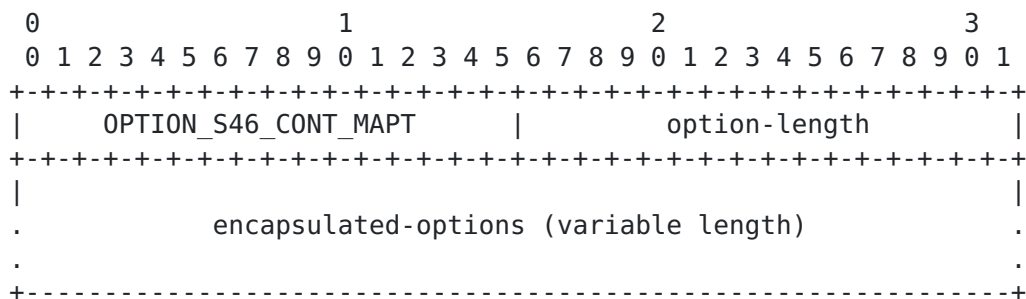 0                   1                   2                   3
 0 1 2 3 4 5 6 7 8 9 0 1 2 3 4 5 6 7 8 9 0 1 2 3 4 5 6 7 8 9 0 1
+-+-+-+-+-+-+-+-+-+-+-+-+-+-+-+-+-+-+-+-+-+-+-+-+-+-+-+-+-+-+-+-+
|     OPTION_S46_CONT_MAPT      |         option-length         |
+-+-+-+-+-+-+-+-+-+-+-+-+-+-+-+-+-+-+-+-+-+-+-+-+-+-+-+-+-+-+-+-+
|                                                               |
.            encapsulated-options (variable length)             .
.                                                               .
+---------------------------------------------------------------+